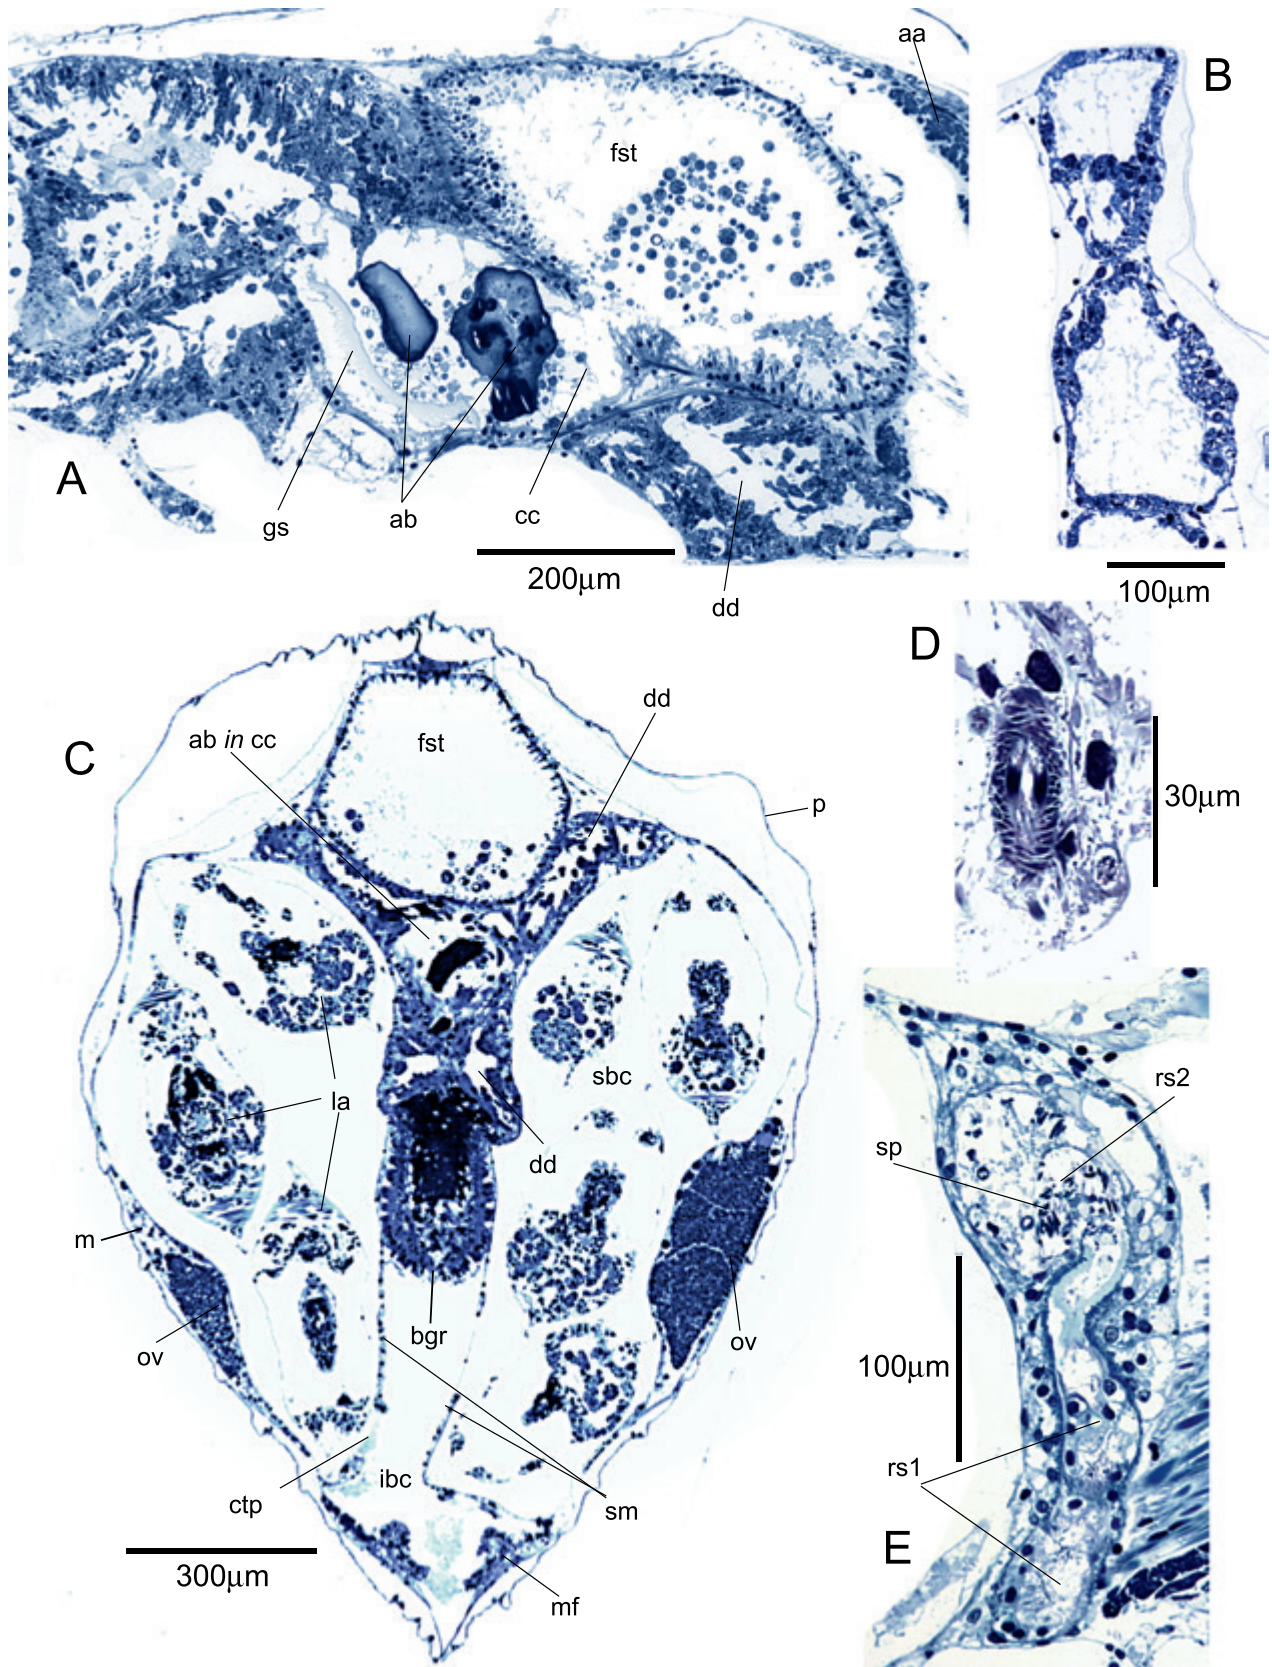 aa
B
fst
A
gs
ab
cc
200μm
dd
100μm
D
dd
ab in cc
fst
C
30μm
p
sbc
rs2
la
sp
dd
m
bgr
ov
ov
100μm
rs1
ctp
ibc
sm
E
300μm
mf